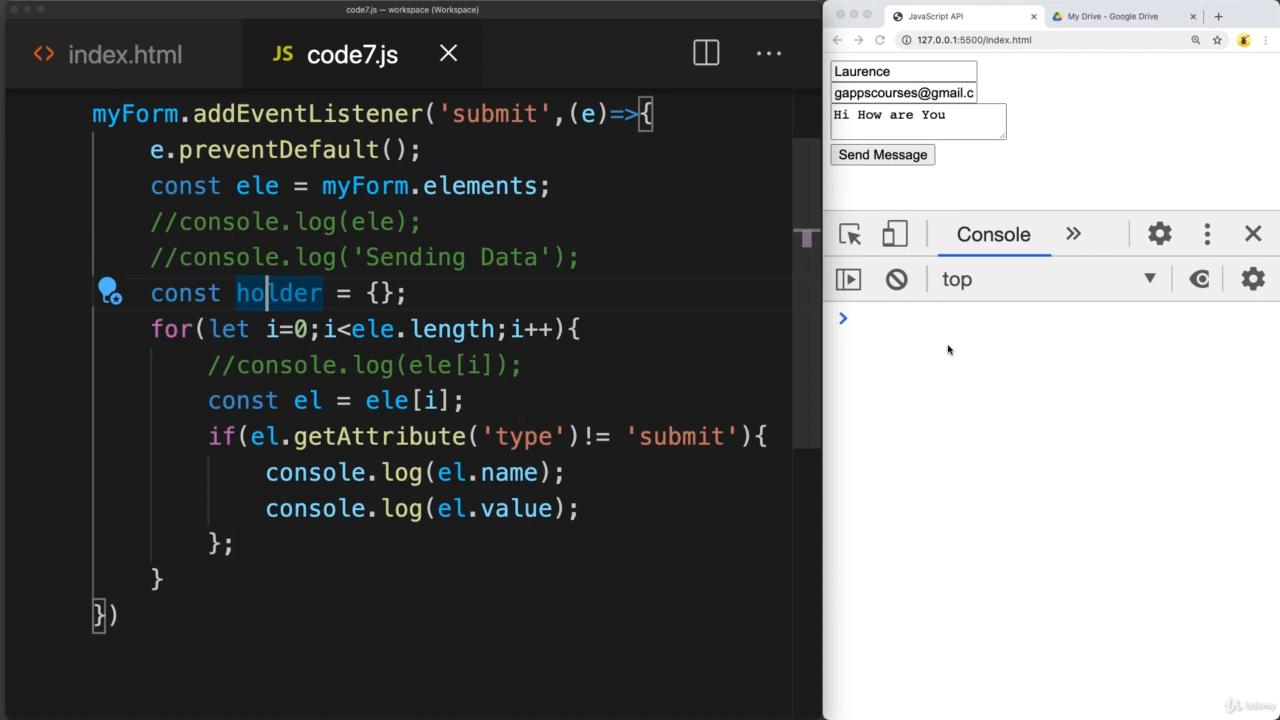 code7.js — workspace (Workspace)
index.html
JS code7.js
myForm.addEventListener('submit',(e)=>{
e.preventDefault();
const ele = myForm.elements;
//console.log(ele);
//console.log('Sending Data');
const holder = {};
for(let i=0;i<ele.length;i++){
//console.log(ele[i]);
const el = ele[i];
if(el.getAttribute('type')!= 'submit'){
console.log(el.name);
console.log(el.value);
};
}
})
JavaScript API
My Drive - Google Drive
127.0.0.1:5500/index.html
Laurence
gappscourses@gmail.c
Hi How are You
Send Message
Console
top
Udemy